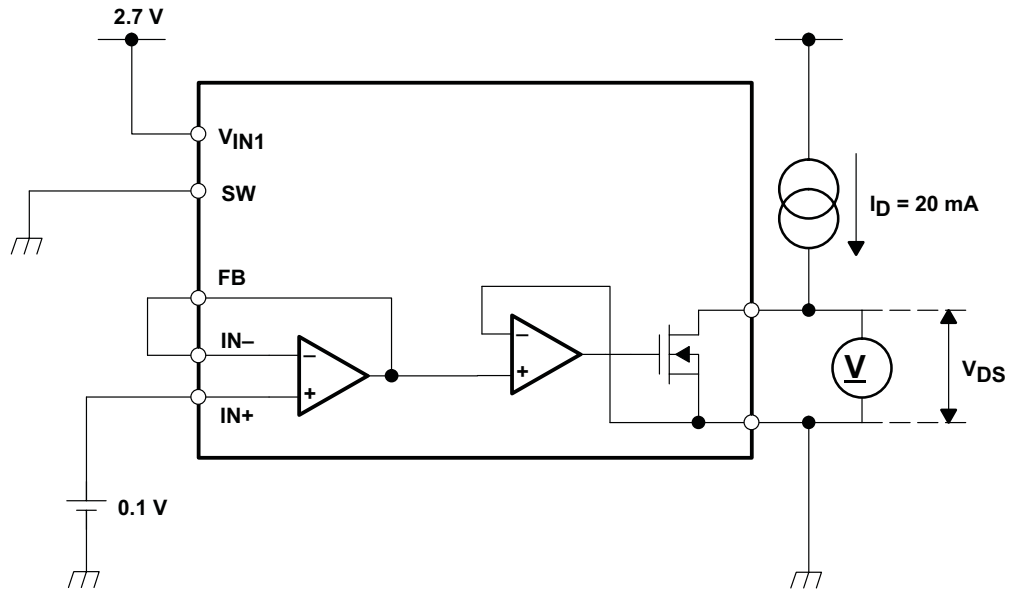 2.7 V
VIN1
SW
ID = 20 mA
FB
IN–
–
–
+
+
V
VDS
IN+
0.1 V